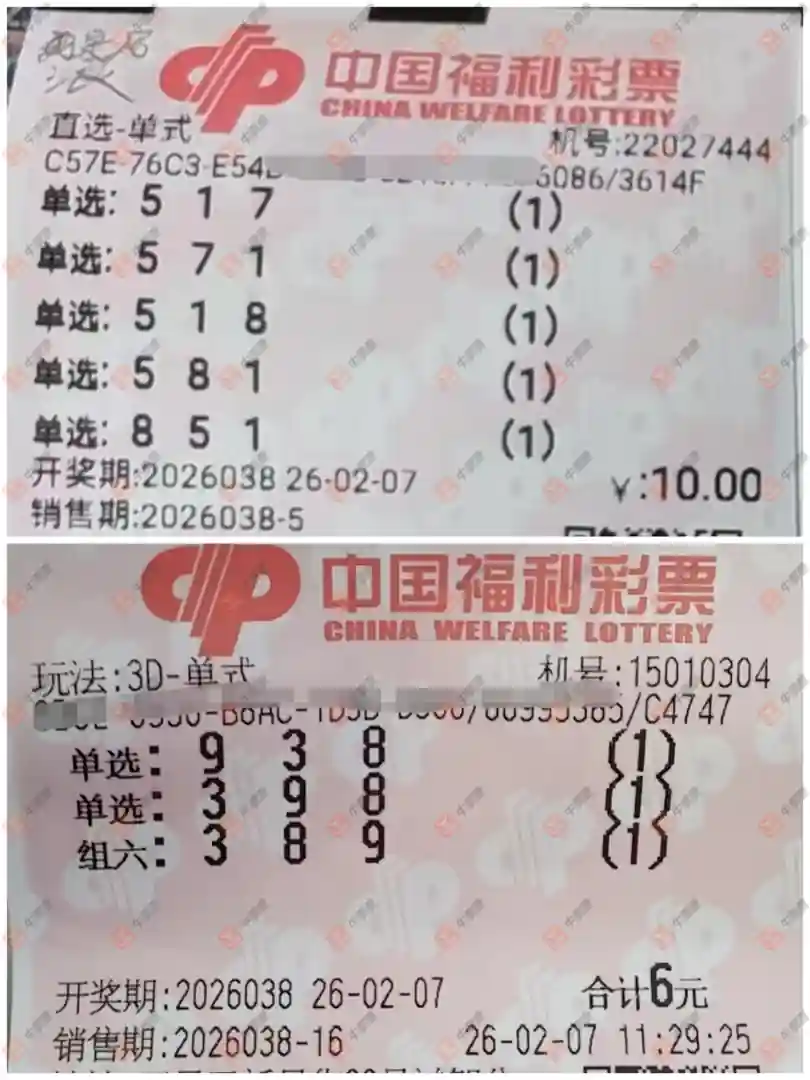 中国福利彩票
CHINA WELFARE LOTTERY
直选-单式
机号:22027444
C57E-76C3-E54 6086/3614F
单选: 5 1 7 (1)
单选: 5 7 1 (1)
单选: 5 1 8 (1)
单选: 5 8 1 (1)
单选: 8 5 1 (1)
开奖期:2026038 26-02-07 ¥:10.00
销售期:2026038-5
中国福利彩票
CHINA WELFARE LOTTERY
玩法:3D-单式 机号:15010304
/C4747
单选: 9 3 8 (1)
单选: 3 9 8 (1)
组六: 3 8 9 (1)
开奖期:2026038 26-02-07 合计6元
销售期:2026038-16 26-02-07 11:29:25